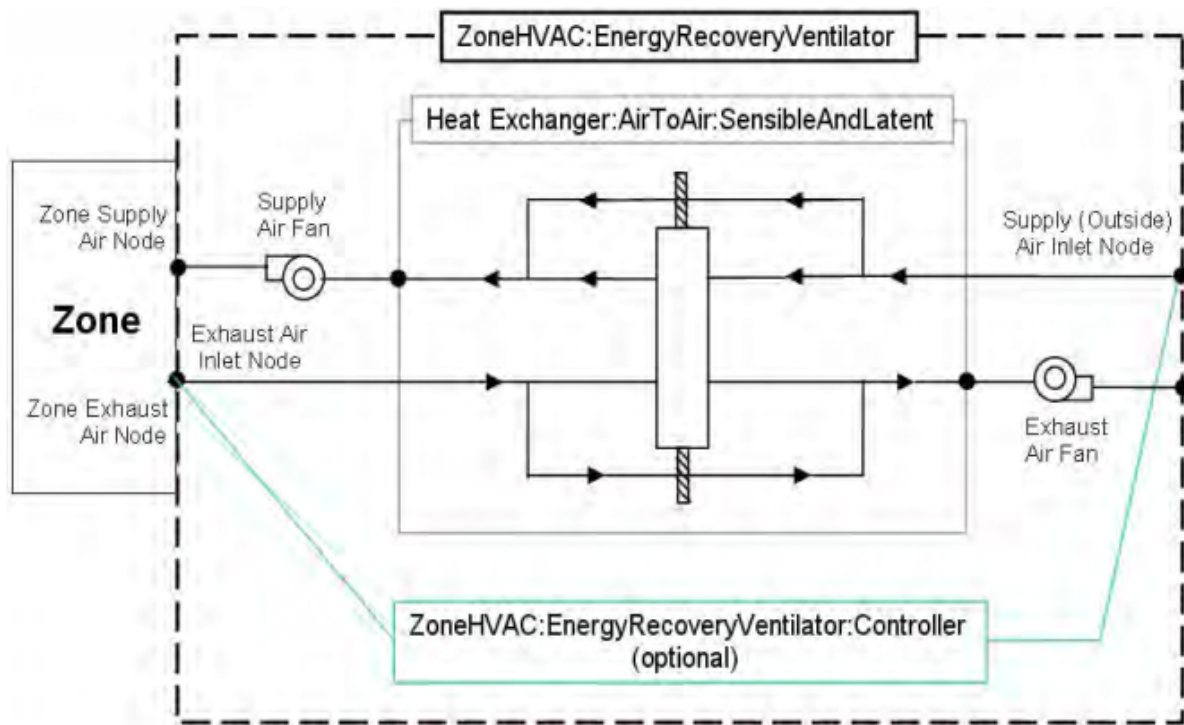 ZoneHVAC:EnergyRecoveryVentilator
Heat Exchanger:AirToAir:SensibleAndLatent
Zone Supply
Air Node
Supply
Air Fan
Supply (Outside)
Air Inlet Node
Zone
Exhaust Air
Inlet Node
Zone Exhaust
Air Node
Exhaust
Air Fan
ZoneHVAC:EnergyRecoveryVentilator:Controller
(optional)